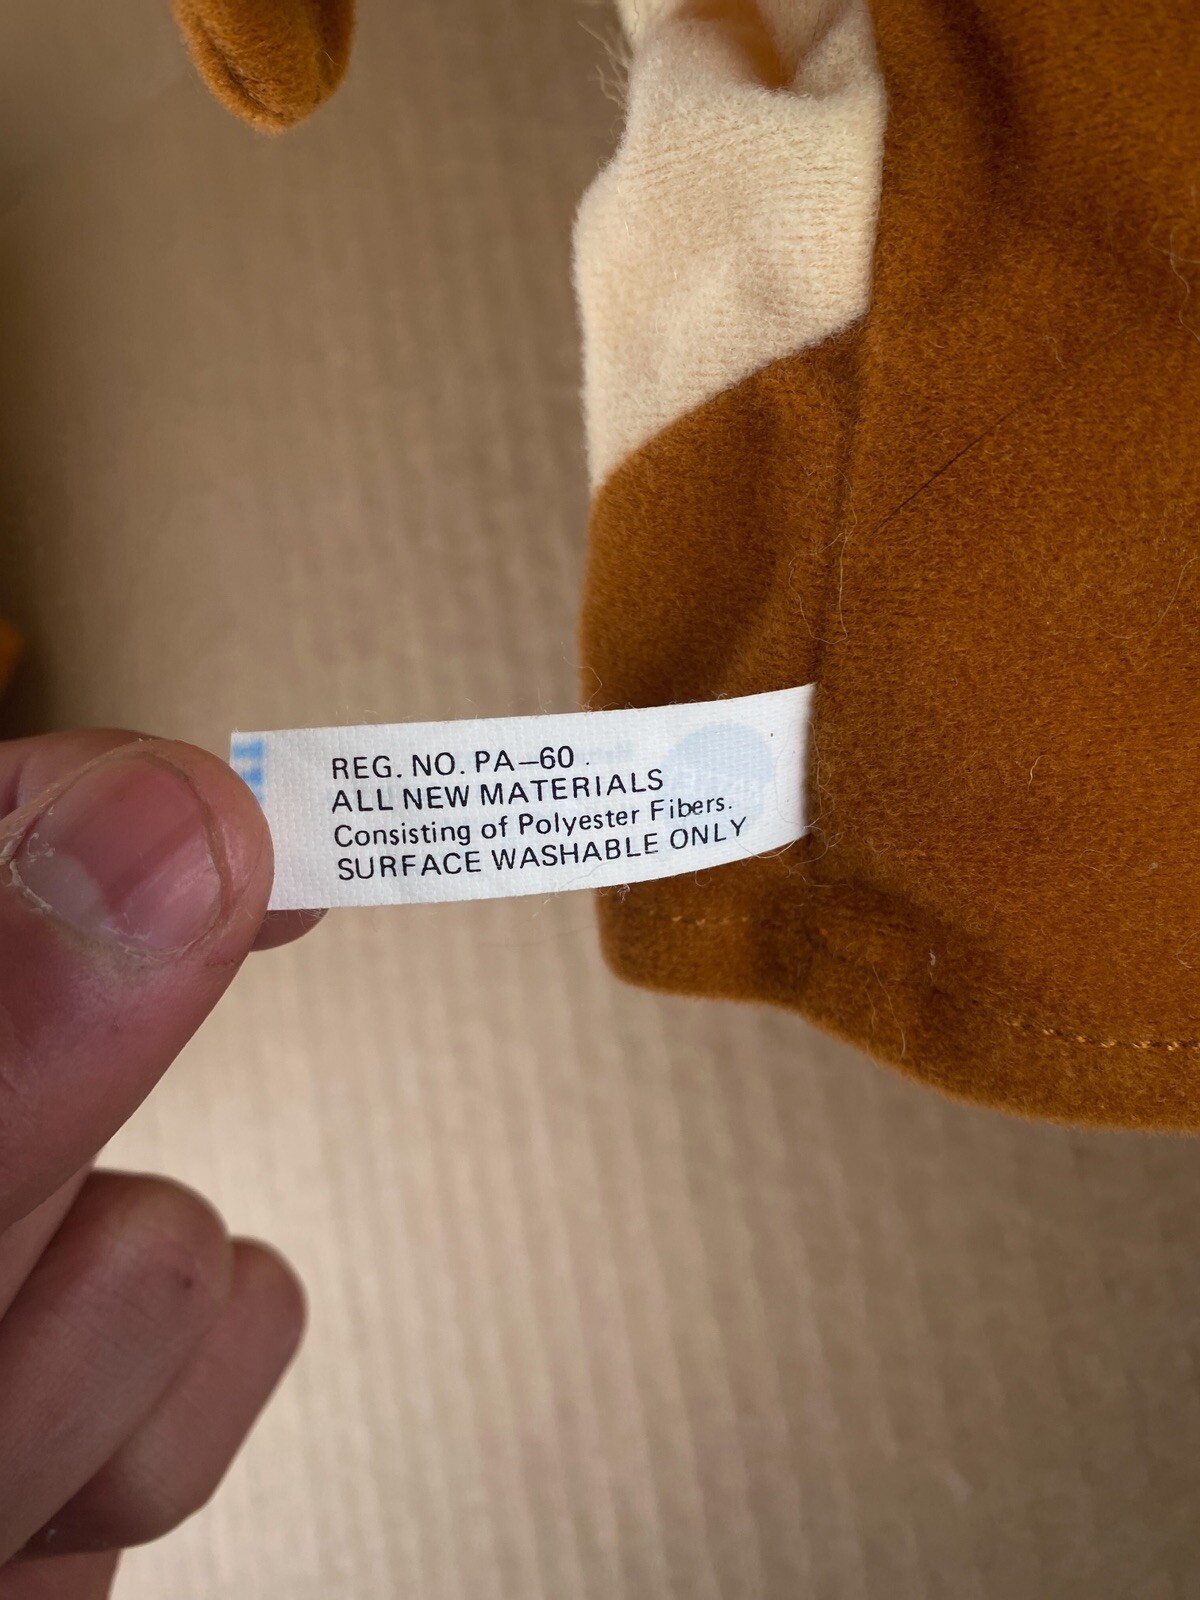 REG. NO. PA–60 .
ALL NEW MATERIALS
Consisting of Polyester Fibers.
SURFACE WASHABLE ONLY